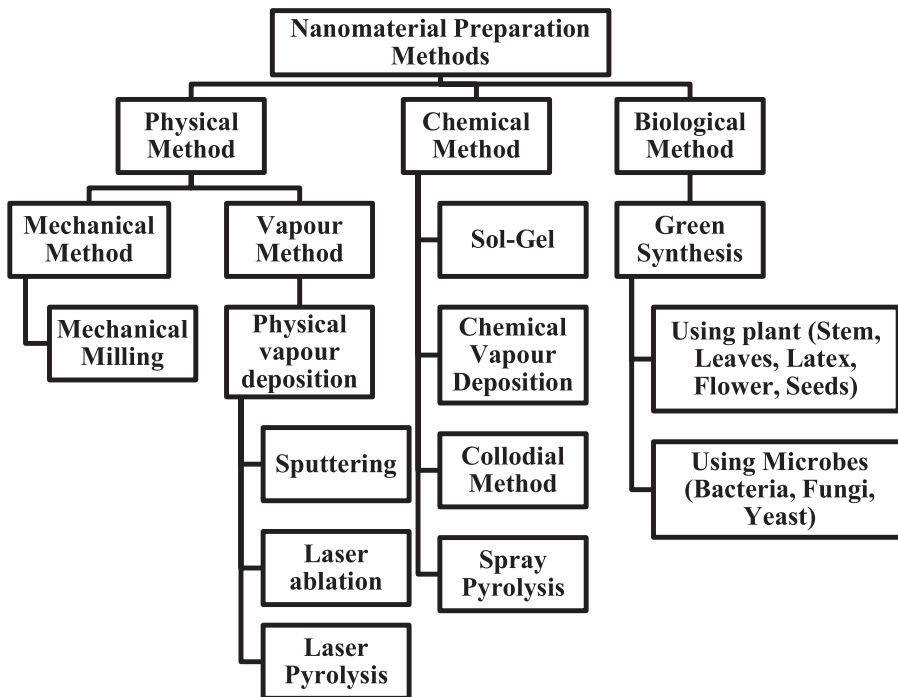 Nanomaterial Preparation
Methods
Physical
Method
Chemical
Method
Biological
Method
Mechanical
Method
Vapour
Method
Sol-Gel
Green
Synthesis
Mechanical
Milling
Physical
vapour
deposition
Chemical
Vapour
Deposition
Using plant (Stem,
Leaves, Latex,
Flower, Seeds)
Sputtering
Collodial
Method
Using Microbes
(Bacteria, Fungi,
Yeast)
Laser
ablation
Spray
Pyrolysis
Laser
Pyrolysis